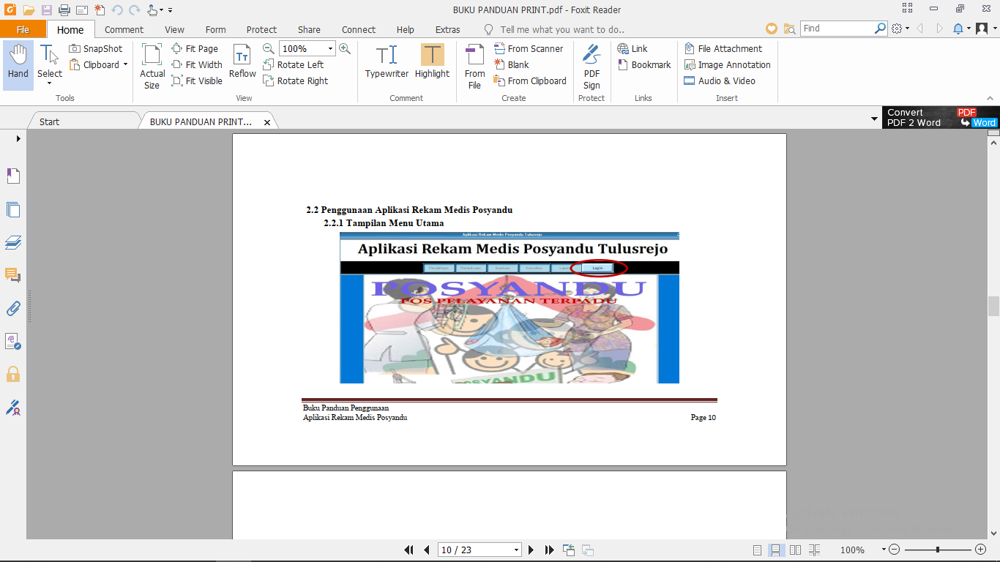 BUKU PANDUAN PRINT.pdf - Foxit Reader
File Home Comment View Form Protect Share Connect Help Extras Tell me what you want to do.. Find
Hand
Select
SnapShot
Clipboard
Tools
Actual Size
Fit Page
Fit Width
Fit Visible
Reflow
100%
Rotate Left
Rotate Right
View
Typewriter
Highlight
Comment
From File
From Scanner
Blank
From Clipboard
Create
PDF Sign
Protect
Link
Bookmark
Links
File Attachment
Image Annotation
Audio & Video
Insert
Start
BUKU PANDUAN PRINT...
Convert PDF
PDF 2 Word Word
2.2 Penggunaan Aplikasi Rekam Medis Posyandu
2.2.1 Tampilan Menu Utama
Aplikasi Rekam Medis Posyandu Tulusrejo
Aplikasi Rekam Medis Posyandu Tulusrejo
Log In
POSYANDU
POS PELAYANAN TERPADU
POSYANDU
Buku Panduan Penggunaan
Aplikasi Rekam Medis Posyandu
Page 10
10 / 23
100%